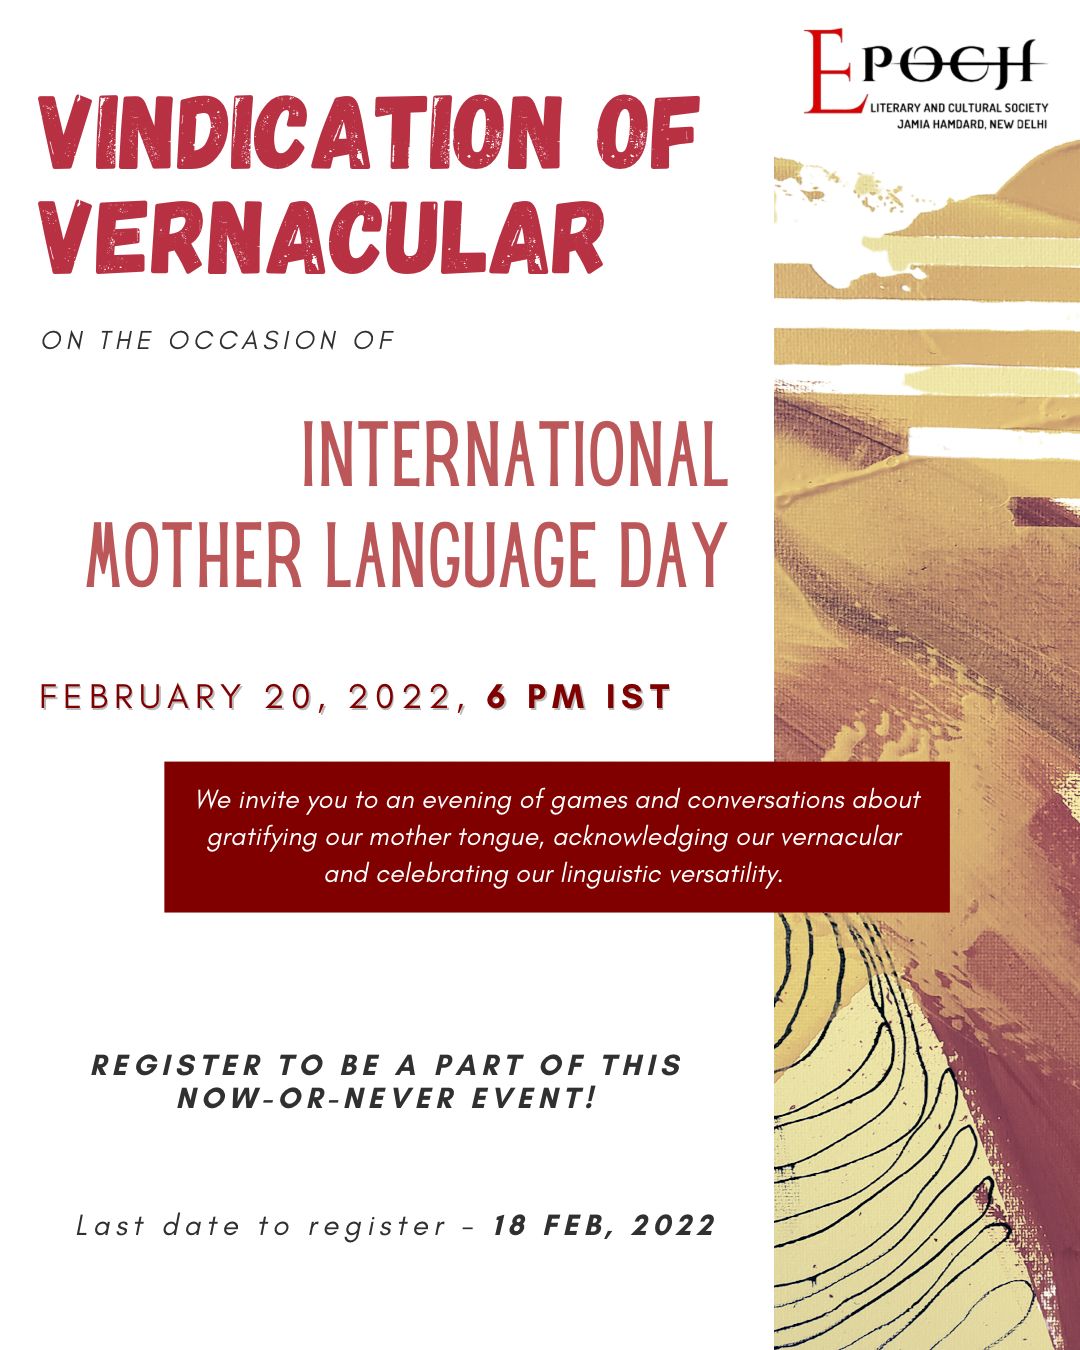 EPOCH
LITERARY AND CULTURAL SOCIETY
JAMIA HAMDARD, NEW DELHI
VINDICATION OF
VERNACULAR
ON THE OCCASION OF
INTERNATIONAL
MOTHER LANGUAGE DAY
FEBRUARY 20, 2022, 6 PM IST
We invite you to an evening of games and conversations about
gratifying our mother tongue, acknowledging our vernacular
and celebrating our linguistic versatility.
REGISTER TO BE A PART OF THIS
NOW-OR-NEVER EVENT!
Last date to register - 18 FEB, 2022